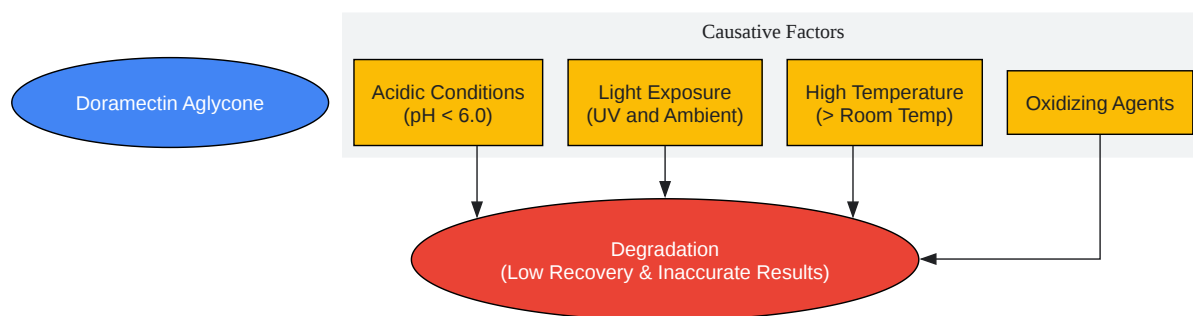 Causative Factors
Doramectin Aglycone
Acidic Conditions
(pH < 6.0)
Light Exposure
(UV and Ambient)
High Temperature
(> Room Temp)
Oxidizing Agents
Degradation
(Low Recovery & Inaccurate Results)